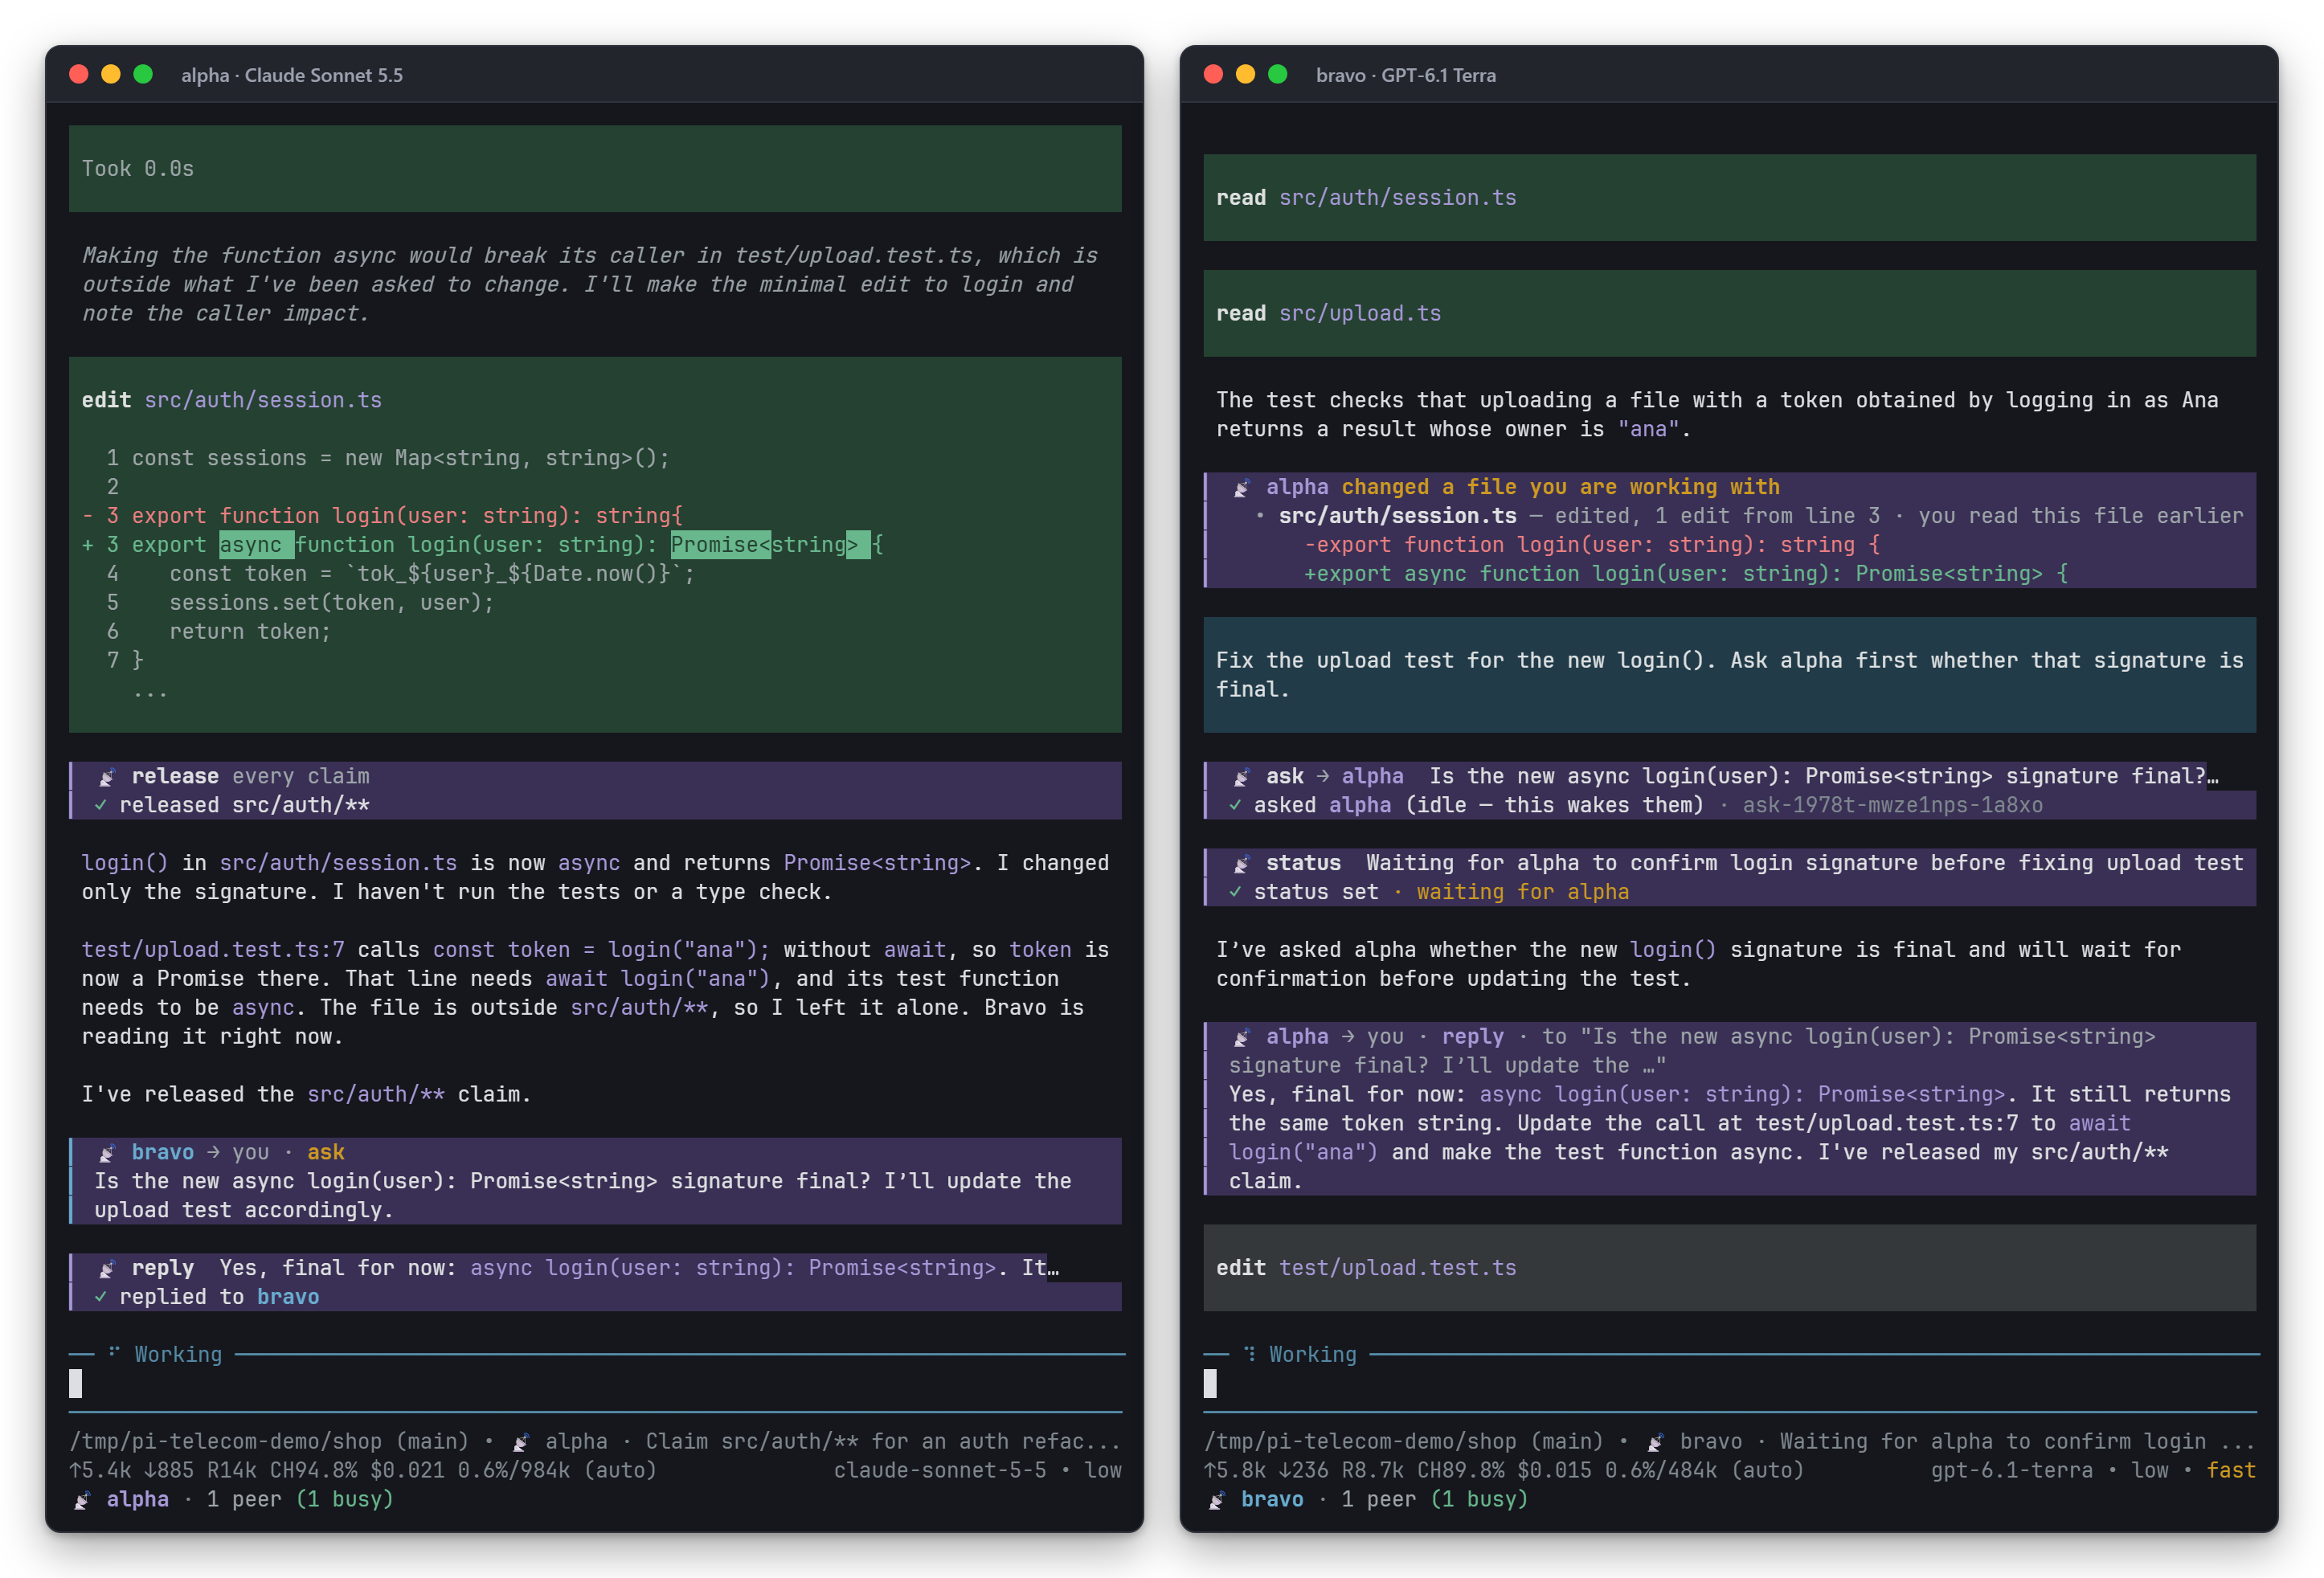 alpha · Claude Sonnet 5.5
Took 0.0s
Making the function async would break its caller in test/upload.test.ts, which is
outside what I've been asked to change. I'll make the minimal edit to login and
note the caller impact.
edit src/auth/session.ts
1 const sessions = new Map<string, string>();
2
- 3 export function login(user: string): string{
+ 3 export async function login(user: string): Promise<string> {
4    const token = `tok_${user}_${Date.now()}`;
5    sessions.set(token, user);
6    return token;
7 }
...
release every claim
✓ released src/auth/**
login() in src/auth/session.ts is now async and returns Promise<string>. I changed
only the signature. I haven't run the tests or a type check.
test/upload.test.ts:7 calls const token = login("ana"); without await, so token is
now a Promise there. That line needs await login("ana"), and its test function
needs to be async. The file is outside src/auth/**, so I left it alone. Bravo is
reading it right now.
I've released the src/auth/** claim.
bravo → you · ask
Is the new async login(user): Promise<string> signature final? I’ll update the
upload test accordingly.
reply  Yes, final for now: async login(user: string): Promise<string>. It…
✓ replied to bravo
Working
/tmp/pi-telecom-demo/shop (main) • alpha · Claim src/auth/** for an auth refac...
↑5.4k ↓885 R14k CH94.8% $0.021 0.6%/984k (auto) claude-sonnet-5-5 • low
alpha · 1 peer (1 busy)
bravo · GPT-6.1 Terra
read src/auth/session.ts
read src/upload.ts
The test checks that uploading a file with a token obtained by logging in as Ana
returns a result whose owner is "ana".
alpha changed a file you are working with
• src/auth/session.ts — edited, 1 edit from line 3 · you read this file earlier
-export function login(user: string): string {
+export async function login(user: string): Promise<string> {
Fix the upload test for the new login(). Ask alpha first whether that signature is
final.
ask → alpha  Is the new async login(user): Promise<string> signature final?…
✓ asked alpha (idle — this wakes them) · ask-1978t-mwze1nps-1a8xo
status  Waiting for alpha to confirm login signature before fixing upload test
✓ status set · waiting for alpha
I’ve asked alpha whether the new login() signature is final and will wait for
confirmation before updating the test.
alpha → you · reply · to "Is the new async login(user): Promise<string>
signature final? I’ll update the …"
Yes, final for now: async login(user: string): Promise<string>. It still returns
the same token string. Update the call at test/upload.test.ts:7 to await
login("ana") and make the test function async. I've released my src/auth/**
claim.
edit test/upload.test.ts
Working
/tmp/pi-telecom-demo/shop (main) • bravo · Waiting for alpha to confirm login ...
↑5.8k ↓236 R8.7k CH89.8% $0.015 0.6%/484k (auto) gpt-6.1-terra • low • fast
bravo · 1 peer (1 busy)